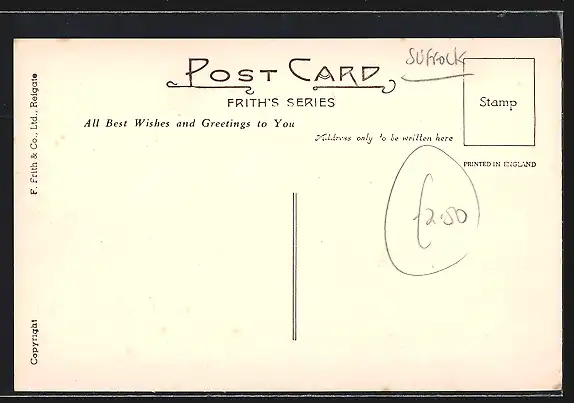 SUFFOLK
POST CARD
FRITH'S SERIES
All Best Wishes and Greetings to You
Address only to be written here
Stamp
PRINTED IN ENGLAND
£2.50
F. Frith & Co., Ltd., Reigate
Copyright